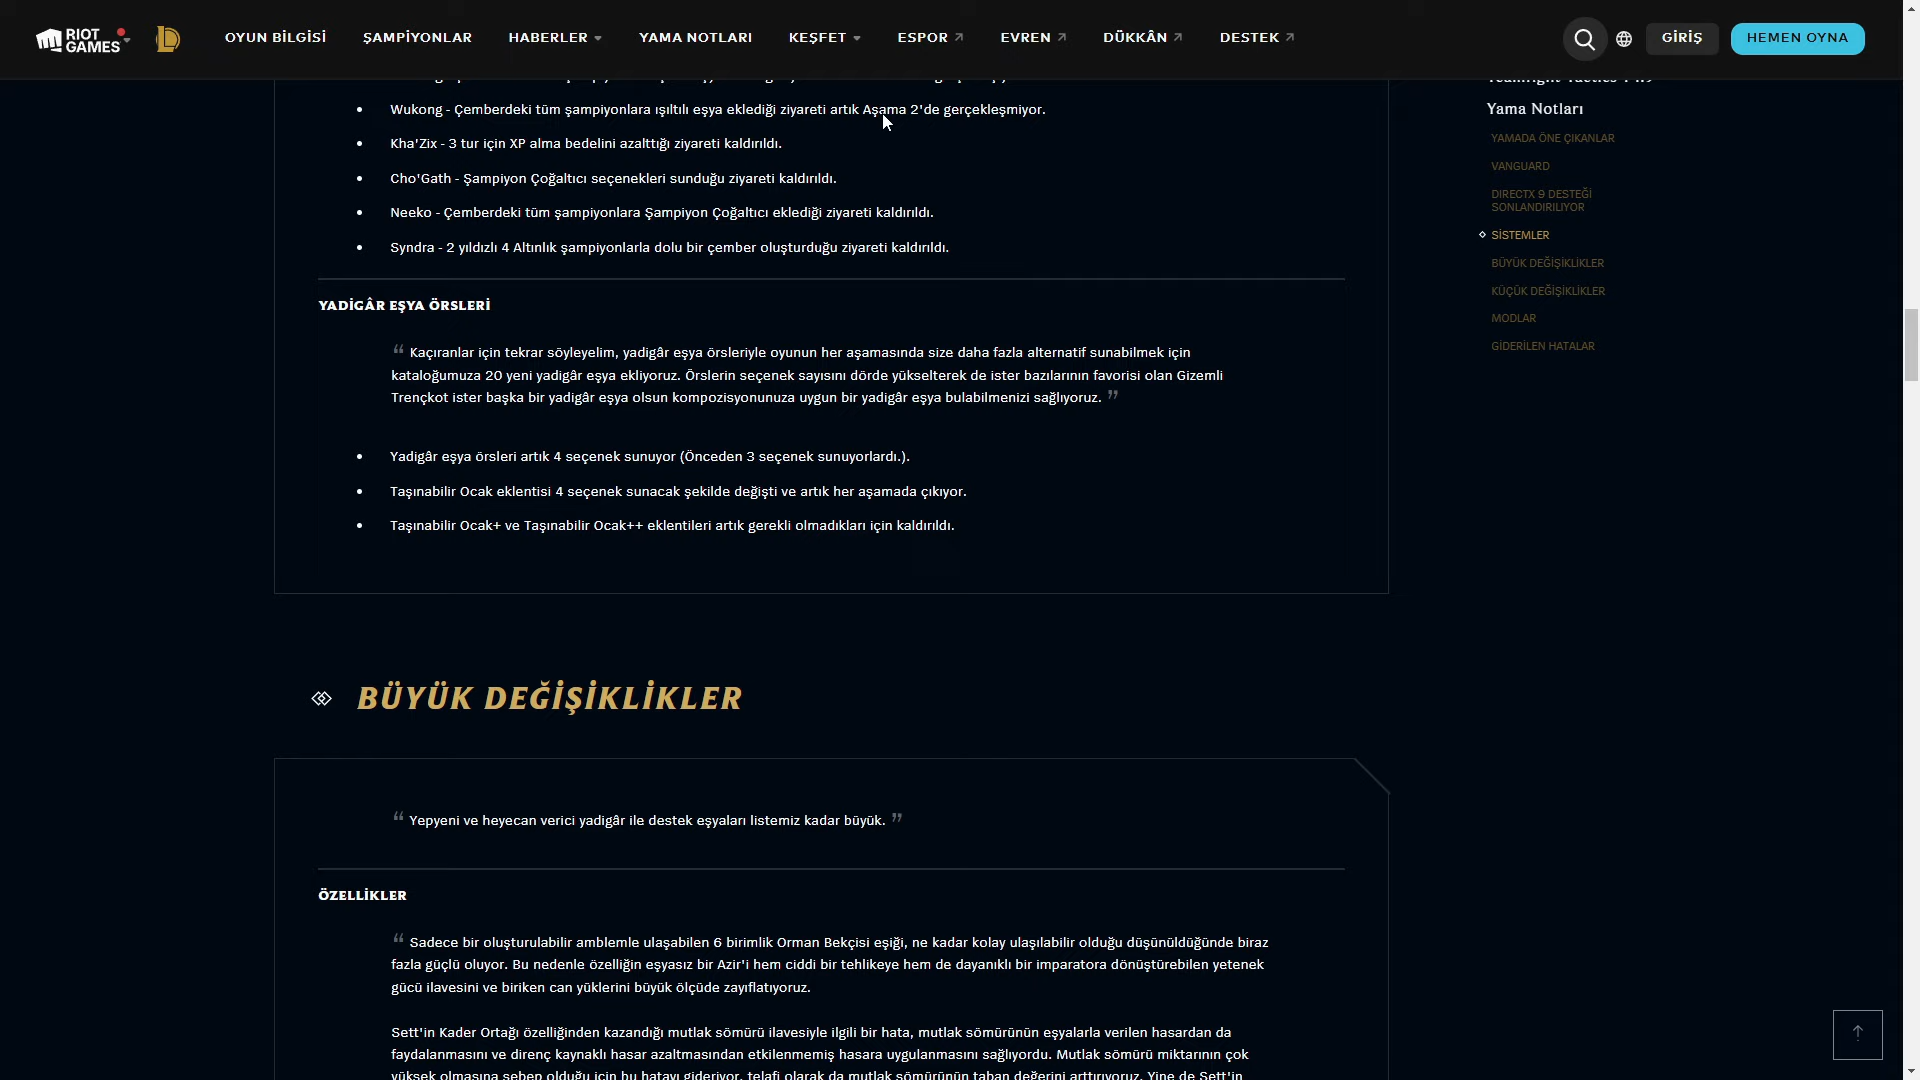 RIOT GAMES
OYUN BİLGİSİ
ŞAMPİYONLAR
HABERLER
YAMA NOTLARI
KEŞFET
ESPOR
EVREN
DÜKKÂN
DESTEK
GİRİŞ
HEMEN OYNA
Wukong - Çemberdeki tüm şampiyonlara ışıltılı eşya eklediği ziyareti artık Aşama 2'de gerçekleşmiyor.
Kha'Zix - 3 tur için XP alma bedelini azalttığı ziyareti kaldırıldı.
Cho'Gath - Şampiyon Çoğaltıcı seçenekleri sunduğu ziyareti kaldırıldı.
Neeko - Çemberdeki tüm şampiyonlara Şampiyon Çoğaltıcı eklediği ziyareti kaldırıldı.
Syndra - 2 yıldızlı 4 Altınlık şampiyonlarla dolu bir çember oluşturduğu ziyareti kaldırıldı.
YADİGÂR EŞYA ÖRSLERİ
“ Kaçıranlar için tekrar söyleyelim, yadigâr eşya örsleriyle oyunun her aşamasında size daha fazla alternatif sunabilmek için
kataloğumuza 20 yeni yadigâr eşya ekliyoruz. Örslerin seçenek sayısını dörde yükselterek de ister bazılarının favorisi olan Gizemli
Trençkot ister başka bir yadigâr eşya olsun kompozisyonunuza uygun bir yadigâr eşya bulabilmenizi sağlıyoruz. ”
Yadigâr eşya örsleri artık 4 seçenek sunuyor (Önceden 3 seçenek sunuyorlardı.).
Taşınabilir Ocak eklentisi 4 seçenek sunacak şekilde değişti ve artık her aşamada çıkıyor.
Taşınabilir Ocak+ ve Taşınabilir Ocak++ eklentileri artık gerekli olmadıkları için kaldırıldı.
BÜYÜK DEĞİŞİKLİKLER
“ Yepyeni ve heyecan verici yadigâr ile destek eşyaları listemiz kadar büyük. ”
ÖZELLİKLER
“ Sadece bir oluşturulabilir amblemle ulaşabilen 6 birimlik Orman Bekçisi eşiği, ne kadar kolay ulaşılabilir olduğu düşünüldüğünde biraz
fazla güçlü oluyor. Bu nedenle özelliğin eşyasız bir Azir'i hem ciddi bir tehlikeye hem de dayanıklı bir imparatora dönüştürebilen yetenek
gücü ilavesini ve biriken can yüklerini büyük ölçüde zayıflatıyoruz.
Sett'in Kader Ortağı özelliğinden kazandığı mutlak sömürü ilavesiyle ilgili bir hata, mutlak sömürünün eşyalarla verilen hasardan da
faydalanmasını ve direnç kaynaklı hasar azaltmasından etkilenmemiş hasara uygulanmasını sağlıyordu. Mutlak sömürü miktarının çok
yüksek olmasına sebep olduğu için bu hatayı gideriyor, telafi olarak da mutlak sömürünün taban değerini arttırıyoruz. Yine de Sett'in
Yama Notları
YAMADA ÖNE ÇIKANLAR
VANGUARD
DIRECTX 9 DESTEĞİ
SONLANDIRILIYOR
SİSTEMLER
BÜYÜK DEĞİŞİKLİKLER
KÜÇÜK DEĞİŞİKLİKLER
MODLAR
GİDERİLEN HATALAR